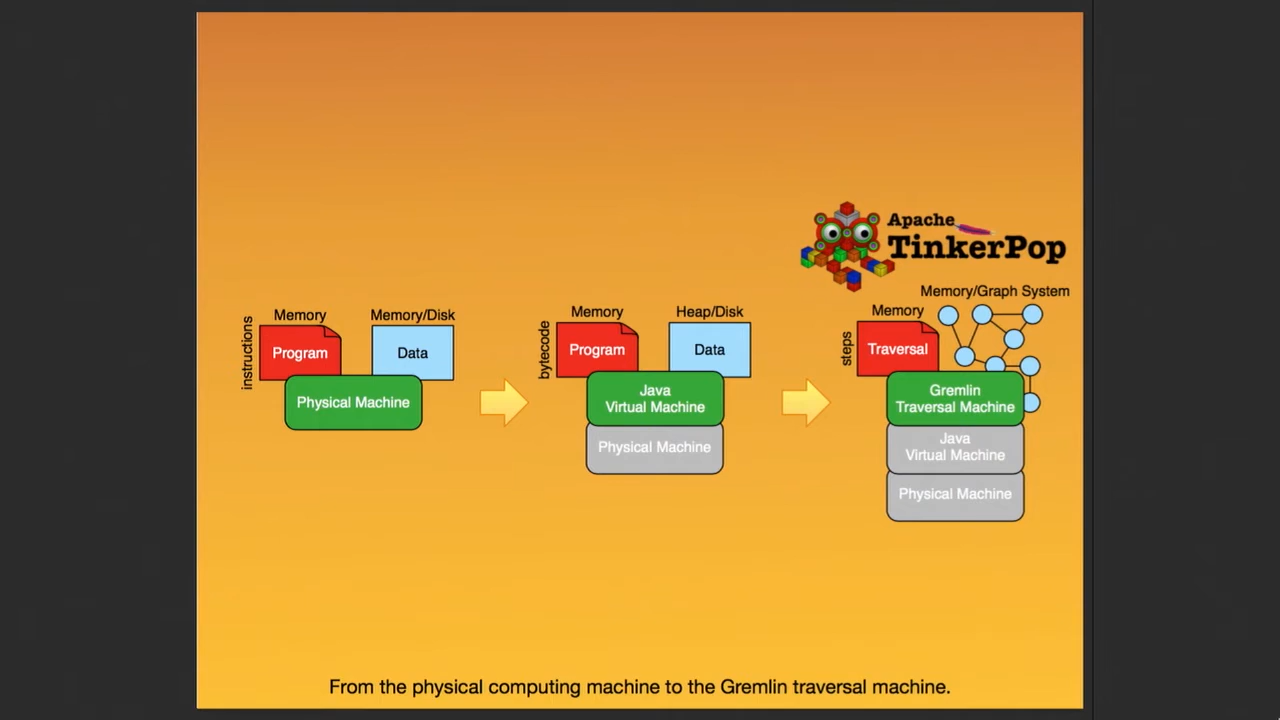 Apache
TinkerPop
Memory
Memory/Disk
instructions
Program
Data
Physical Machine
Memory
Heap/Disk
bytecode
Program
Data
Java
Virtual Machine
Physical Machine
Memory/Graph System
Memory
steps
Traversal
Gremlin
Traversal Machine
Java
Virtual Machine
Physical Machine
From the physical computing machine to the Gremlin traversal machine.